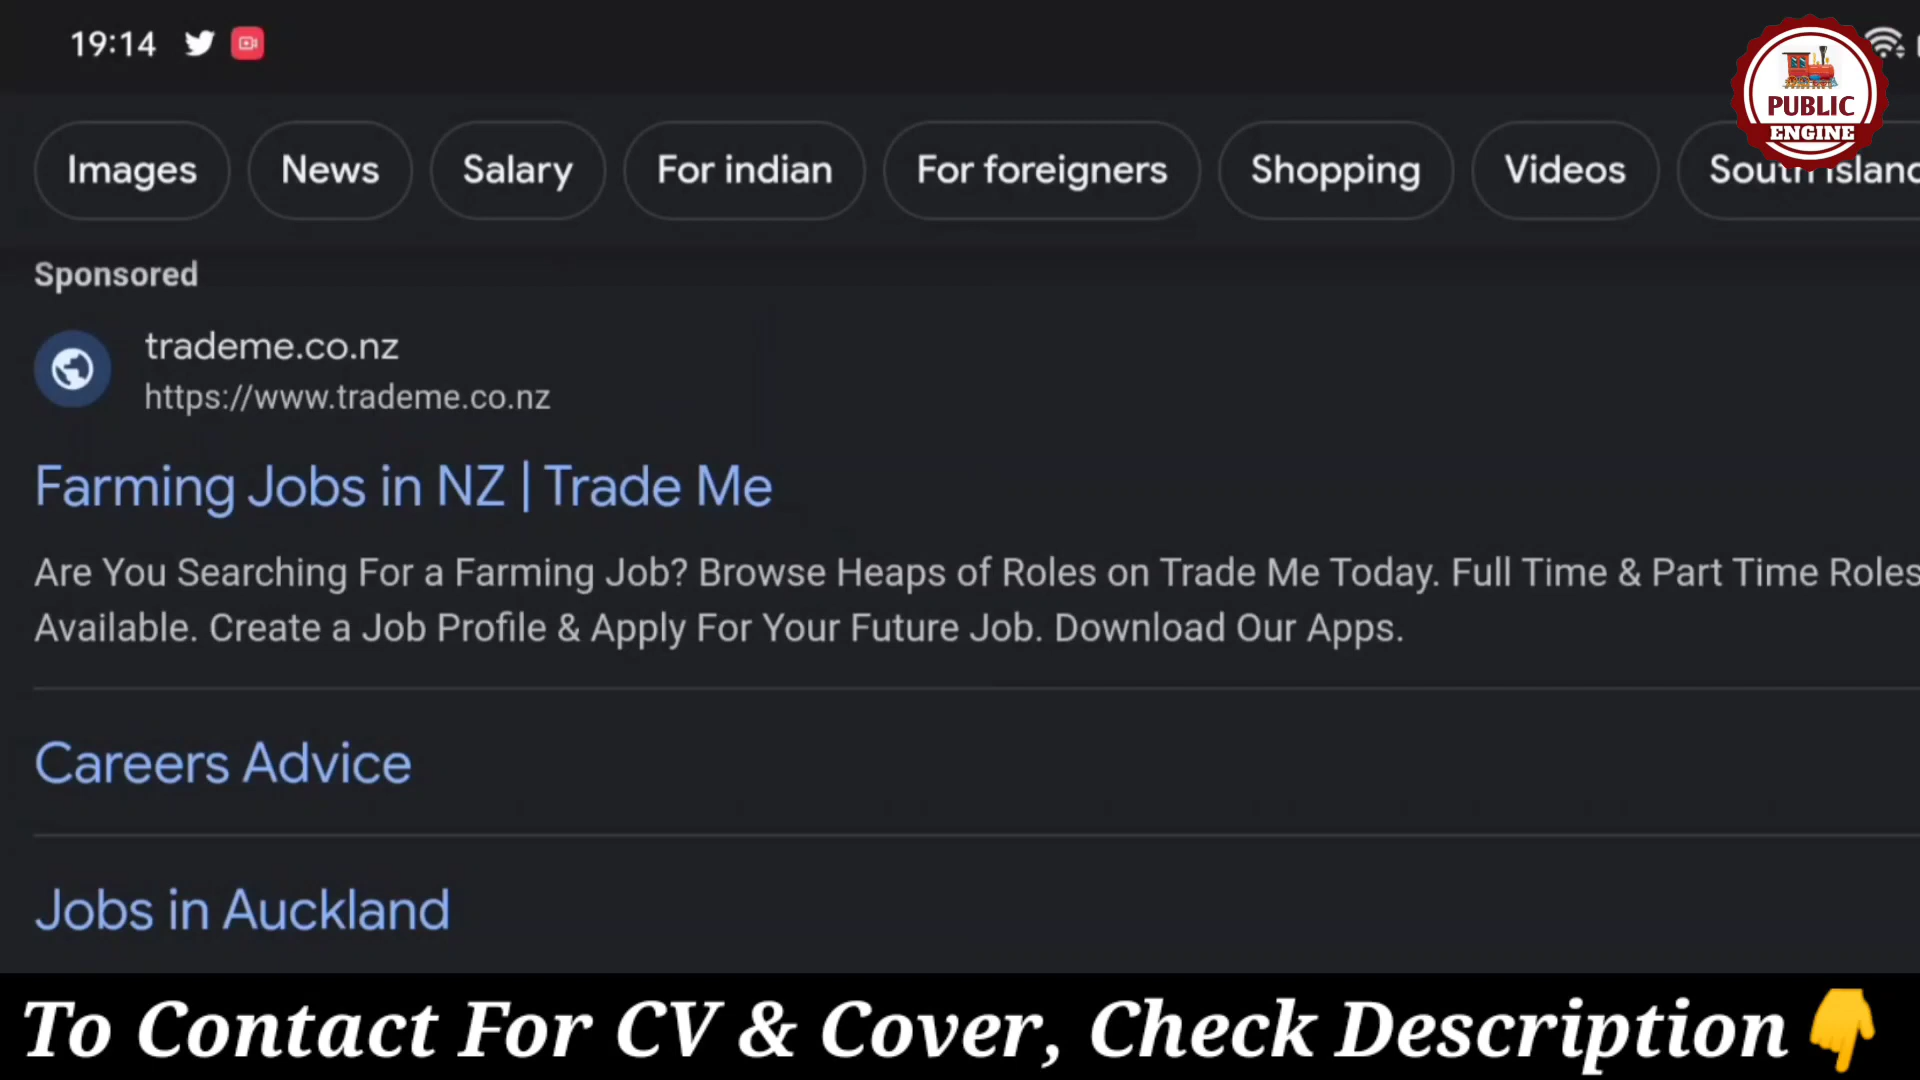 19:14
PUBLIC
ENGINE
Images News Salary For indian For foreigners Shopping Videos South Island
Sponsored
trademe.co.nz
https://www.trademe.co.nz
Farming Jobs in NZ | Trade Me
Are You Searching For a Farming Job? Browse Heaps of Roles on Trade Me Today. Full Time & Part Time Roles
Available. Create a Job Profile & Apply For Your Future Job. Download Our Apps.
Careers Advice
Jobs in Auckland
To Contact For CV & Cover, Check Description👇